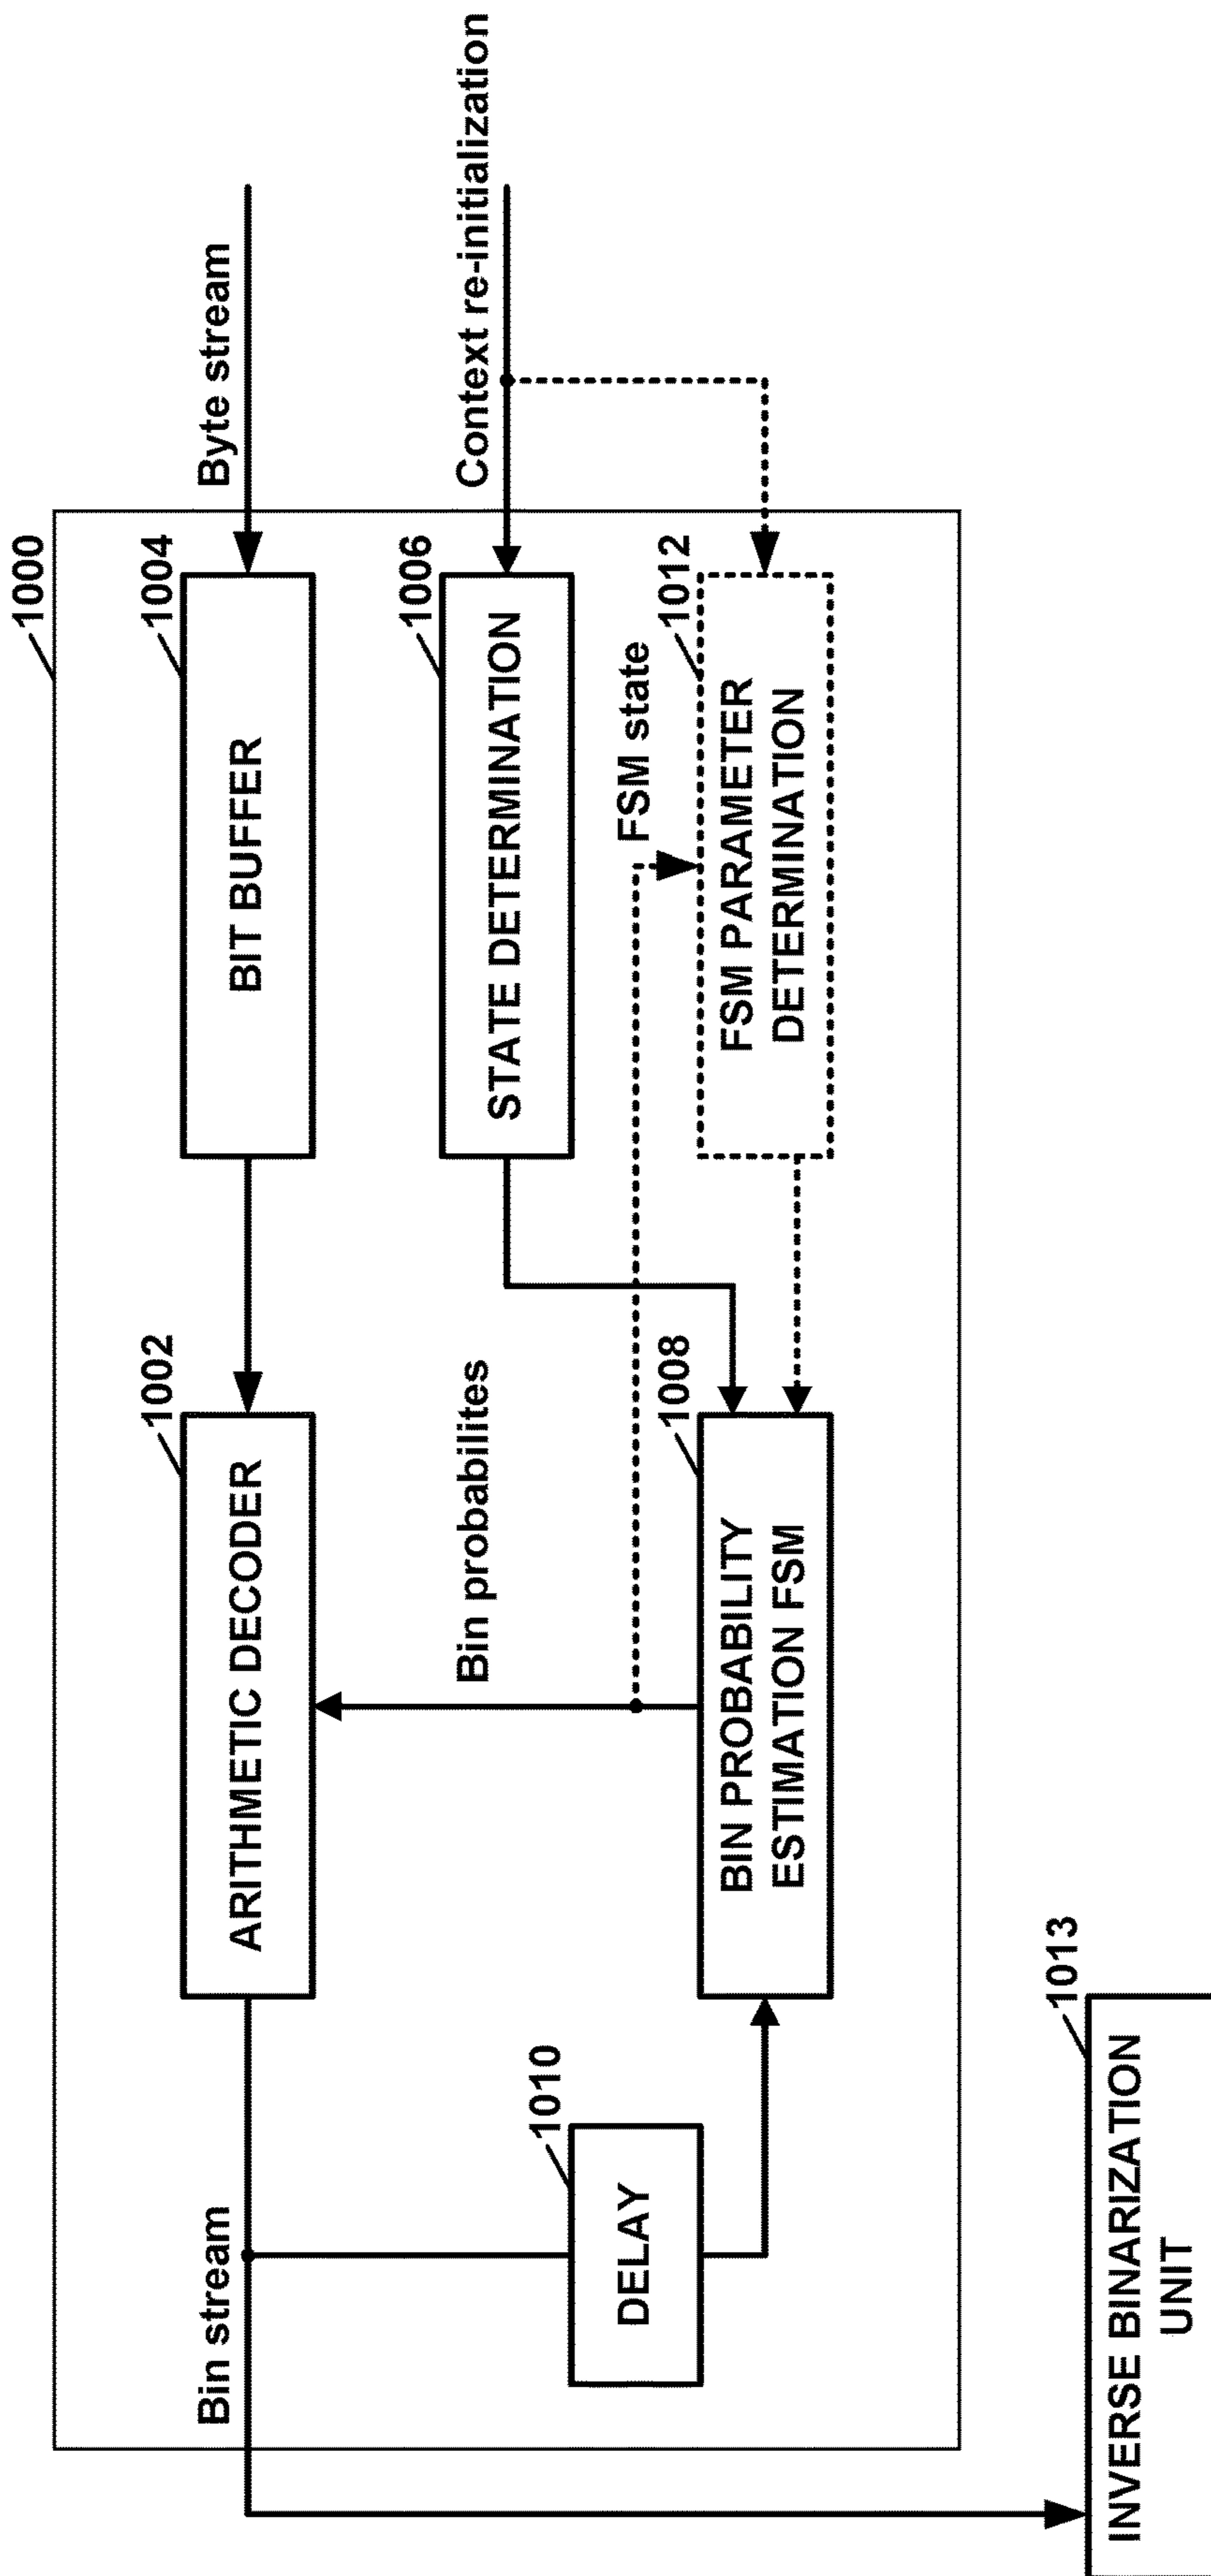 1000
Byte stream
1004
BIT BUFFER
1002
ARITHMETIC DECODER
Bin stream
Context re-initialization
1006
STATE DETERMINATION
Bin probabilites
FSM state
1012
FSM PARAMETER
DETERMINATION
1008
BIN PROBABILITY
ESTIMATION FSM
1010
DELAY
1013
INVERSE BINARIZATION
UNIT